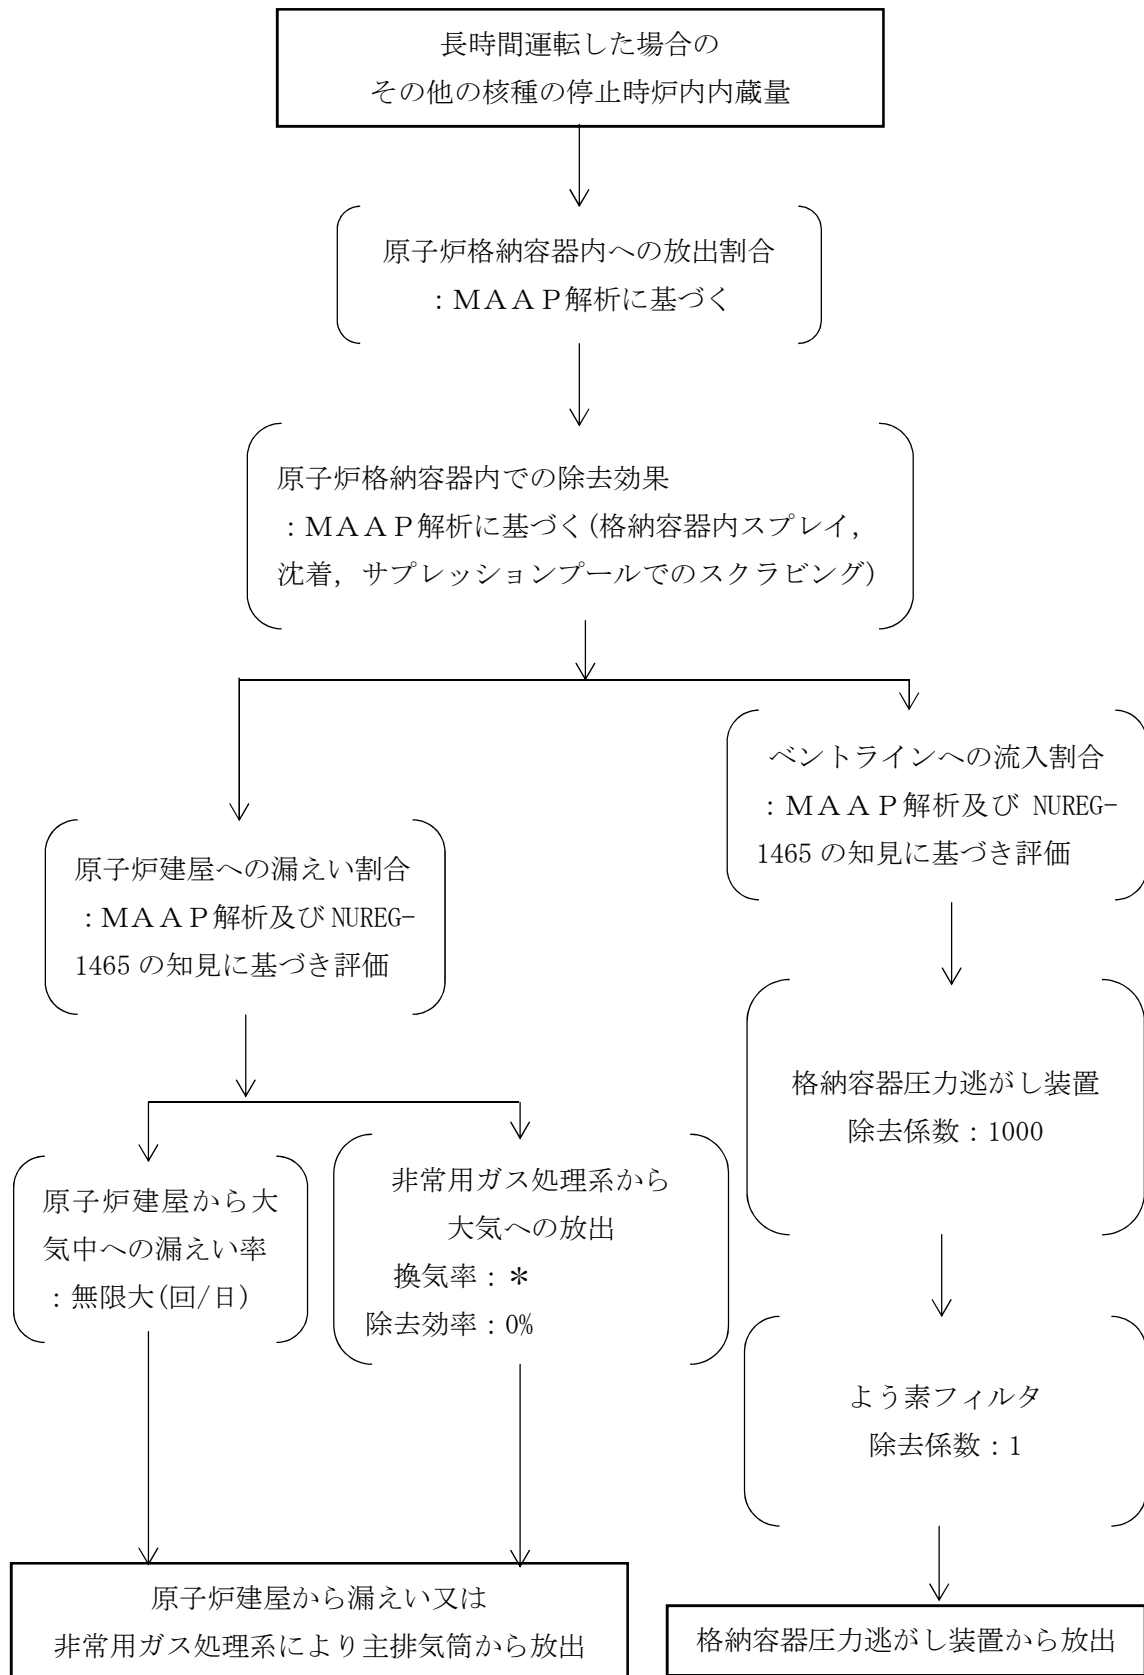 長時間運転した場合の
その他の核種の停止時炉内内蔵量
原子炉格納容器内への放出割合
：ＭＡＡＰ解析に基づく
原子炉格納容器内での除去効果
：ＭＡＡＰ解析に基づく(格納容器内スプレイ，
沈着，サプレッションプールでのスクラビング)
ベントラインへの流入割合
：ＭＡＡＰ解析及び NUREG-
1465 の知見に基づき評価
原子炉建屋への漏えい割合
：ＭＡＡＰ解析及び NUREG-
1465 の知見に基づき評価
格納容器圧力逃がし装置
除去係数：1000
原子炉建屋から大
気中への漏えい率
：無限大(回/日)
非常用ガス処理系から
大気への放出
換気率：＊
除去効率：0%
よう素フィルタ
除去係数：1
原子炉建屋から漏えい又は
非常用ガス処理系により主排気筒から放出
格納容器圧力逃がし装置から放出